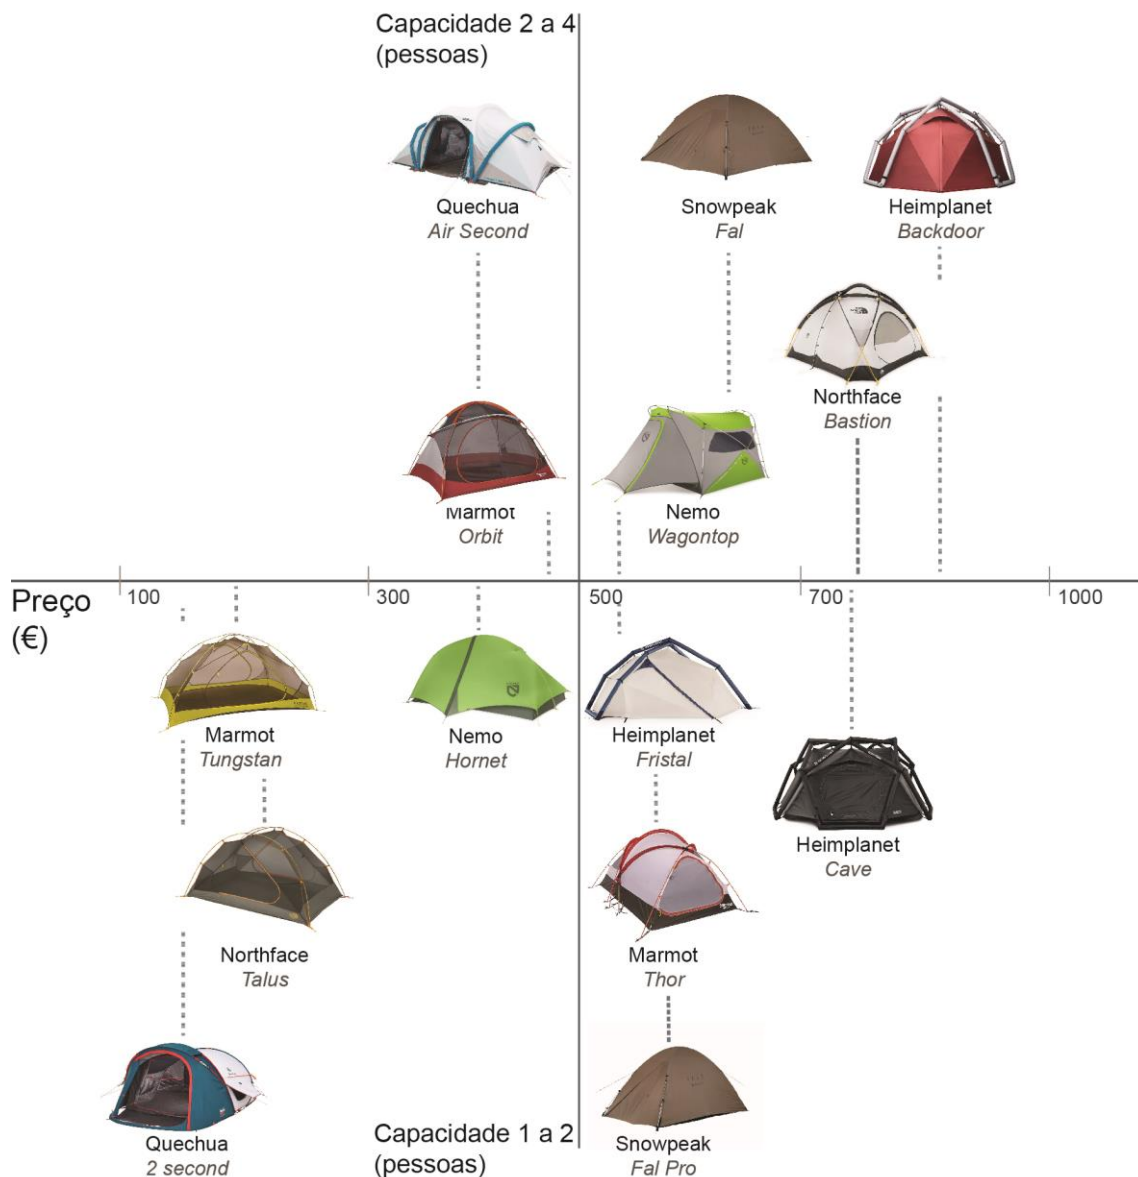 Capacidade 2 a 4
(pessoas)
Quechua
Air Second
Snowpeak
Fal
Heimplanet
Backdoor
Northface
Bastion
Marmot
Orbit
Nemo
Wagontop
Preço
(€)
100
300
500
700
1000
Marmot
Tungstan
Nemo
Hornet
Heimplanet
Fristal
Heimplanet
Cave
Northface
Talus
Marmot
Thor
Quechua
2 second
Capacidade 1 a 2
(pessoas)
Snowpeak
Fal Pro